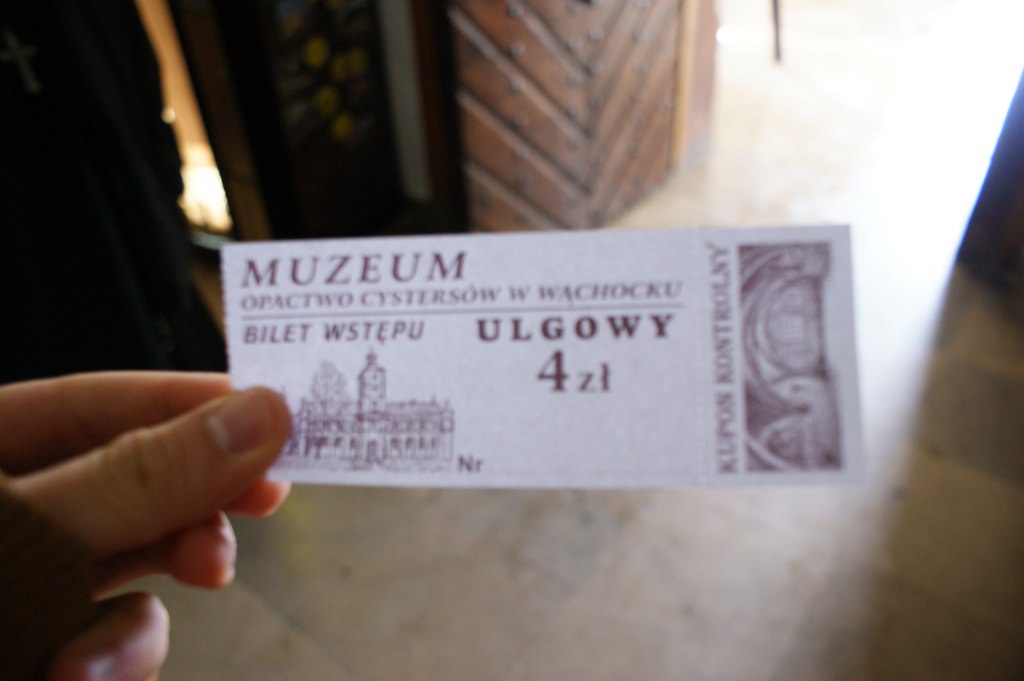 MUZEUM
OPACTWO CYSTERSÓW W WĄCHOCKU
BILET WSTĘPU
ULGOWY
4 zł
Nr
KUPON KONTROLNY